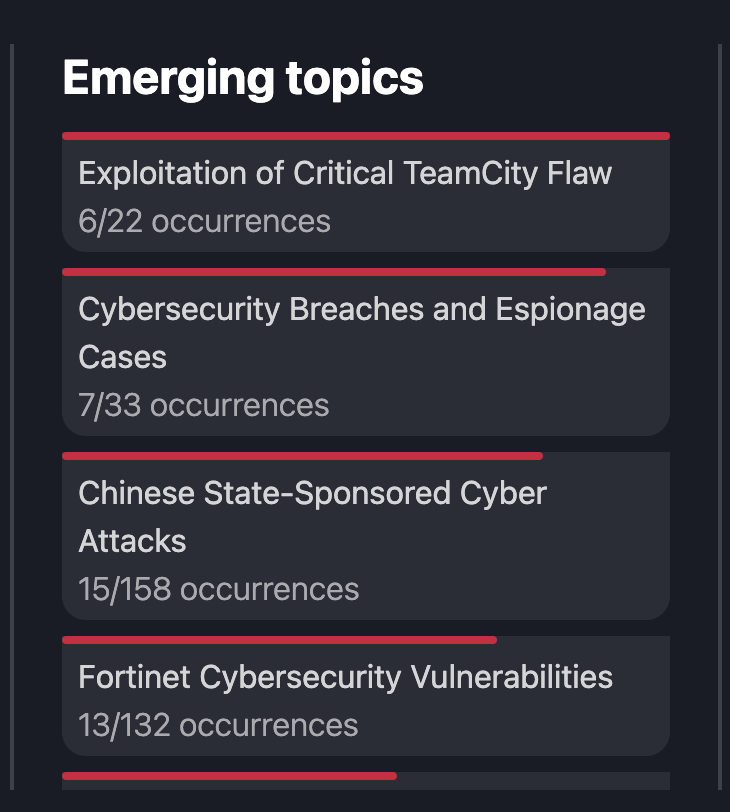 Emerging topics
Exploitation of Critical TeamCity Flaw
6/22 occurrences
Cybersecurity Breaches and Espionage
Cases
7/33 occurrences
Chinese State-Sponsored Cyber
Attacks
15/158 occurrences
Fortinet Cybersecurity Vulnerabilities
13/132 occurrences